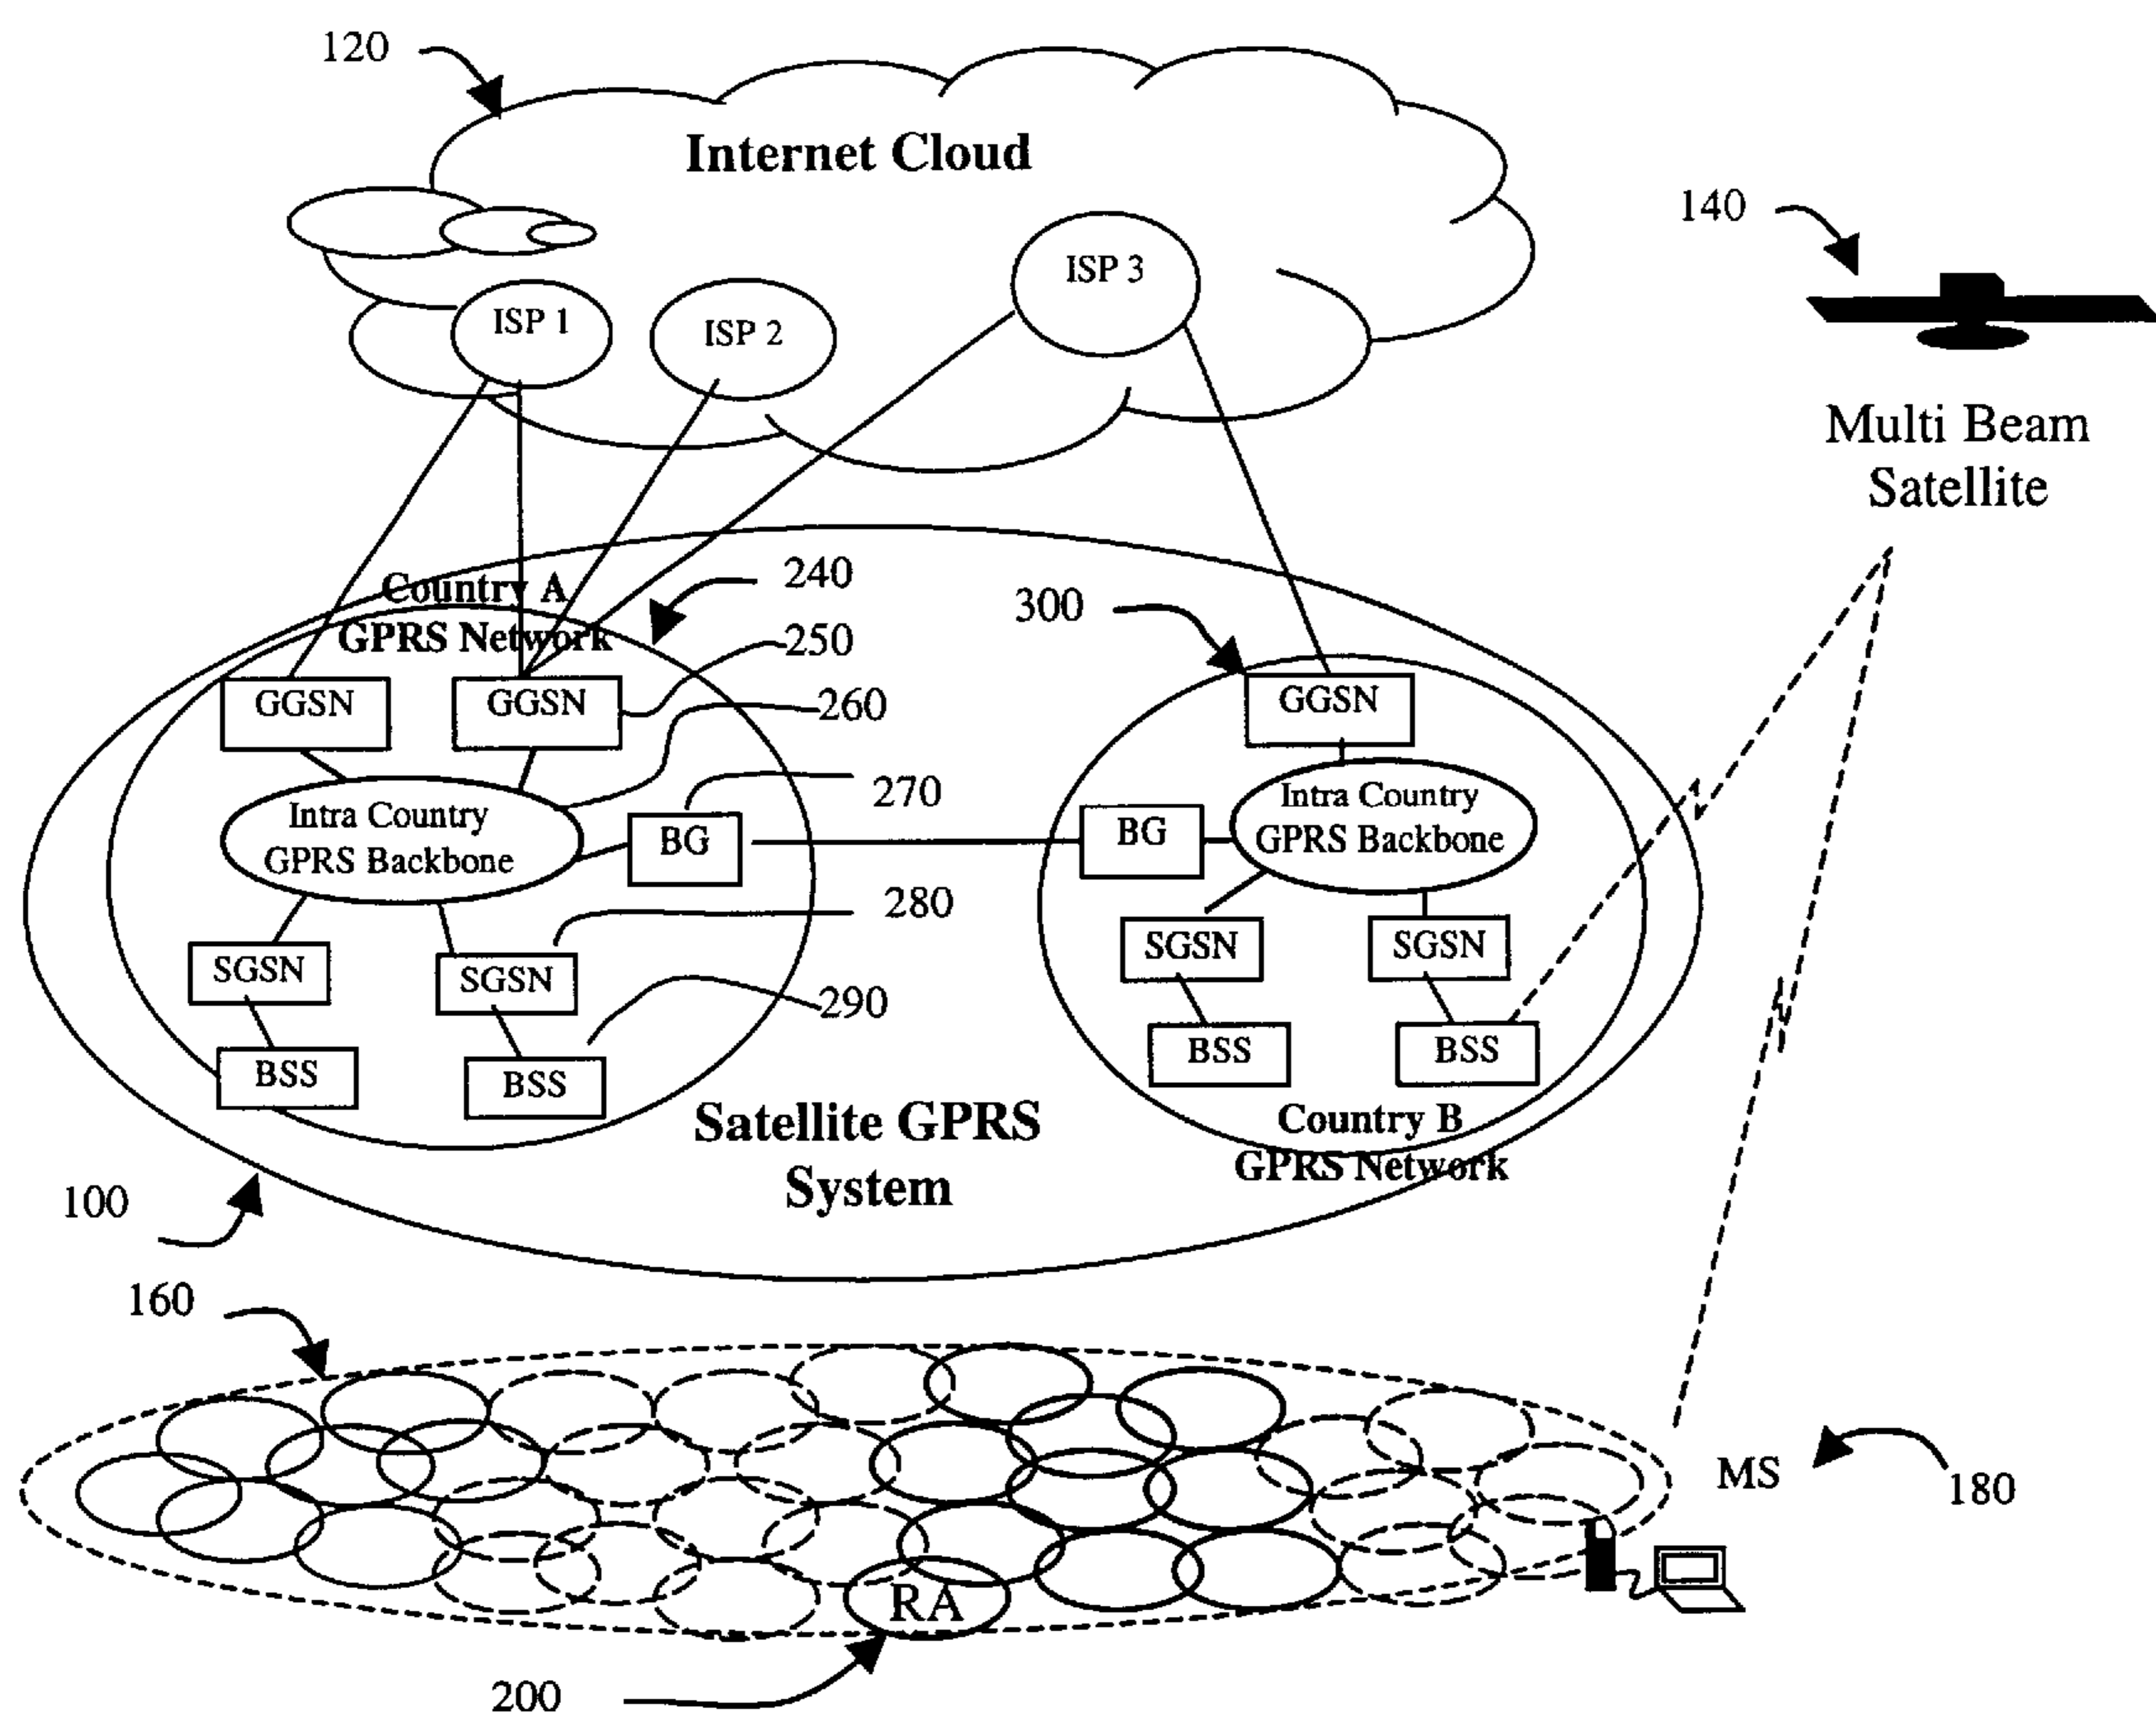 120
Internet Cloud
140
ISP 3
ISP 1
ISP 2
Multi Beam
Satellite
Country A
GPRS Network
240
300
250
GGSN
GGSN
260
GGSN
270
Intra Country
GPRS Backbone
BG
BG
Intra Country
GPRS Backbone
280
SGSN
SGSN
SGSN
SGSN
290
BSS
BSS
BSS
BSS
Satellite GPRS
System
Country B
GPRS Network
100
160
MS
180
RA
200